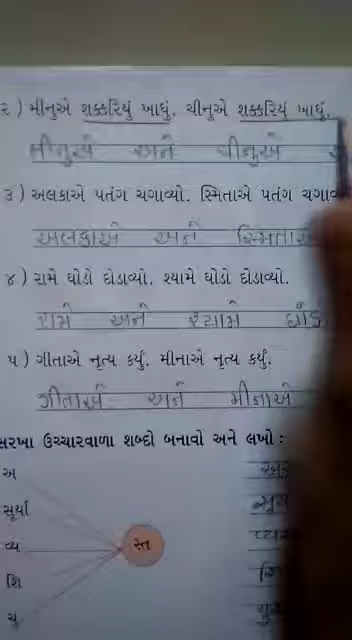 ૨ ) મીનુએ શક્કરિયું ખાધું. ચીનુએ શક્કરિયું ખાધું.
મીનુએ અને ચીનુએ
૩ ) અલકાએ પતંગ ચગાવ્યો. સ્મિતાએ પતંગ ચગાવ્યો
અલકાએ અને સ્મિતાએ
૪ ) રામે ઘોડો દોડાવ્યો. શ્યામે ઘોડો દોડાવ્યો.
રામે અને શ્યામે
૫ ) ગીતાએ નૃત્ય કર્યું. મીનાએ નૃત્ય કર્યું.
ગીતાએ અને મીનાએ
સરખા ઉચ્ચારવાળા શબ્દો બનાવો અને લખો :
અ
સૂર્યા
વ્ય
સ્ત
શિ
ચુ